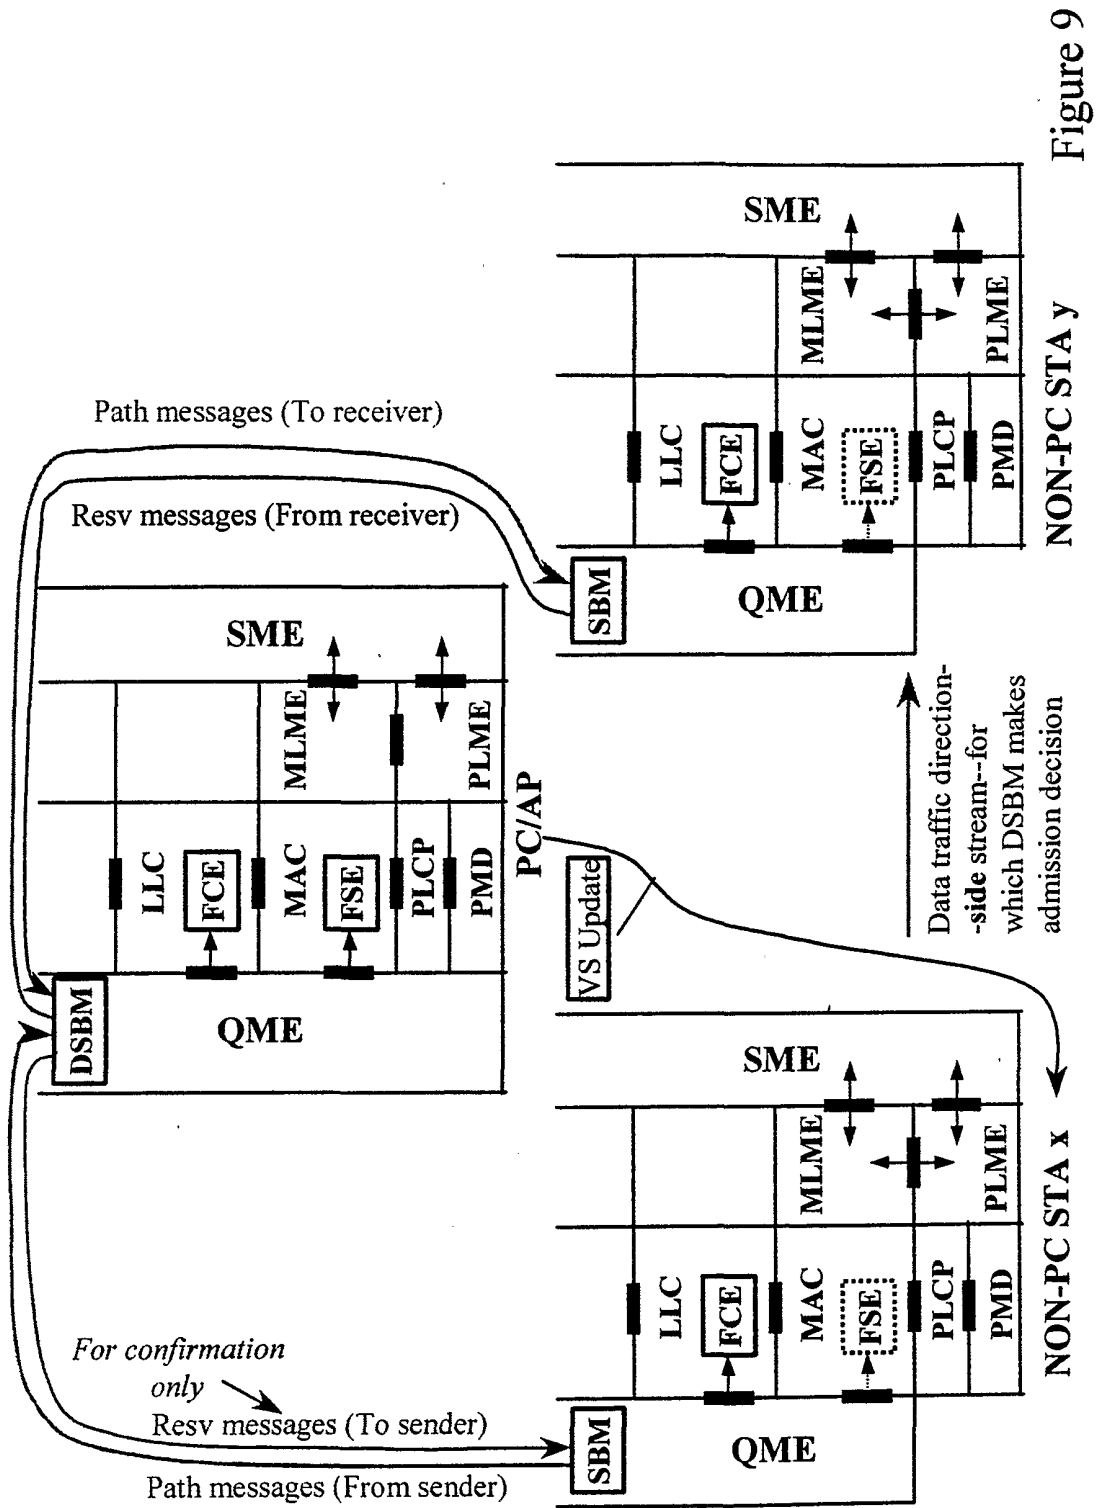 Path messages (To receiver)
Resv messages (From receiver)
DSBM
QME
LLC
FCE
MAC
FSE
PLCP
PMD
MLME
PLME
SME
PC/AP
VS Update
For confirmation
only
Resv messages (To sender)
Path messages (From sender)
SBM
QME
LLC
FCE
MAC
FSE
PLCP
PMD
MLME
PLME
SME
NON-PC STA x
Data traffic direction-
-side stream--for
which DSBM makes
admission decision
SBM
QME
LLC
FCE
MAC
FSE
PLCP
PMD
MLME
PLME
SME
NON-PC STA y
Figure 9